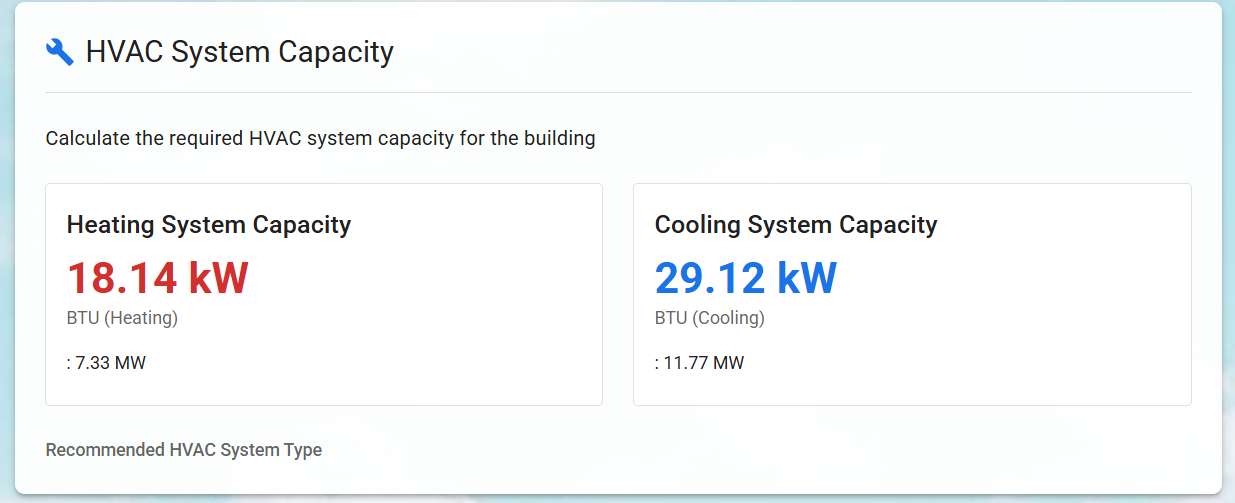 HVAC System Capacity
Calculate the required HVAC system capacity for the building
Heating System Capacity
18.14 kW
BTU (Heating)
: 7.33 MW
Cooling System Capacity
29.12 kW
BTU (Cooling)
: 11.77 MW
Recommended HVAC System Type